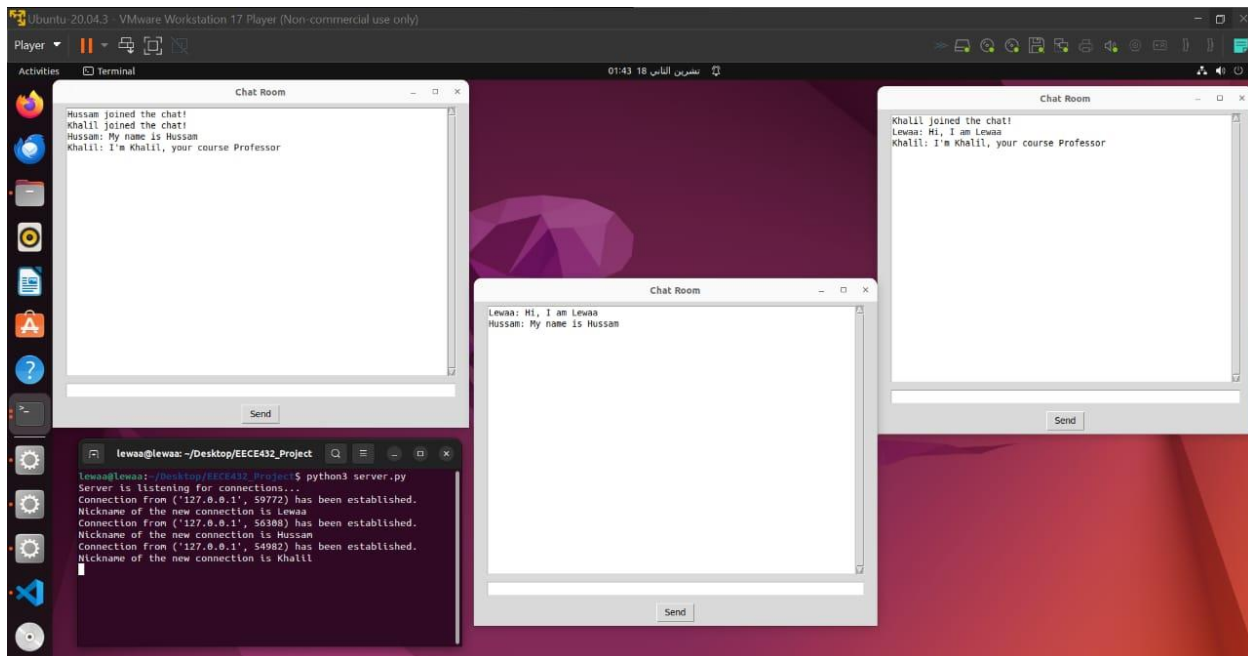 Ubuntu-20.04.3 - VMware Workstation 17 Player (Non-commercial use only)
Player
Activities
Terminal
تشرين الثاني 18 01:43
Chat Room
Hussam joined the chat!
Khalil joined the chat!
Hussam: My name is Hussam
Khalil: I'm Khalil, your course Professor
Send
Chat Room
Khalil joined the chat!
Lewaa: Hi, I am Lewaa
Khalil: I'm Khalil, your course Professor
Send
Chat Room
Lewaa: Hi, I am Lewaa
Hussam: My name is Hussam
Send
lewaa@lewaa: ~/Desktop/EECE432_Project
lewaa@lewaa:~/Desktop/EECE432_Project$ python3 server.py
Server is listening for connections...
Connection from ('127.0.0.1', 59772) has been established.
Nickname of the new connection is Lewaa
Connection from ('127.0.0.1', 56308) has been established.
Nickname of the new connection is Hussam
Connection from ('127.0.0.1', 54982) has been established.
Nickname of the new connection is Khalil